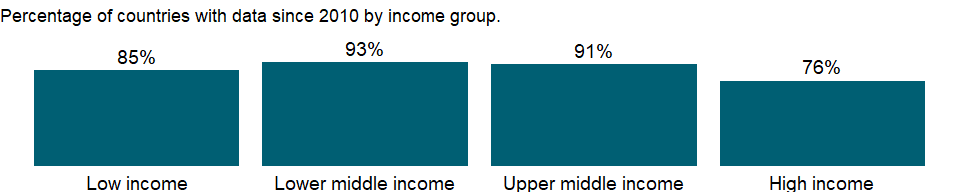 Percentage of countries with data since 2010 by income group.
85% 93% 91% 76%
Low income Lower middle income Upper middle income High income